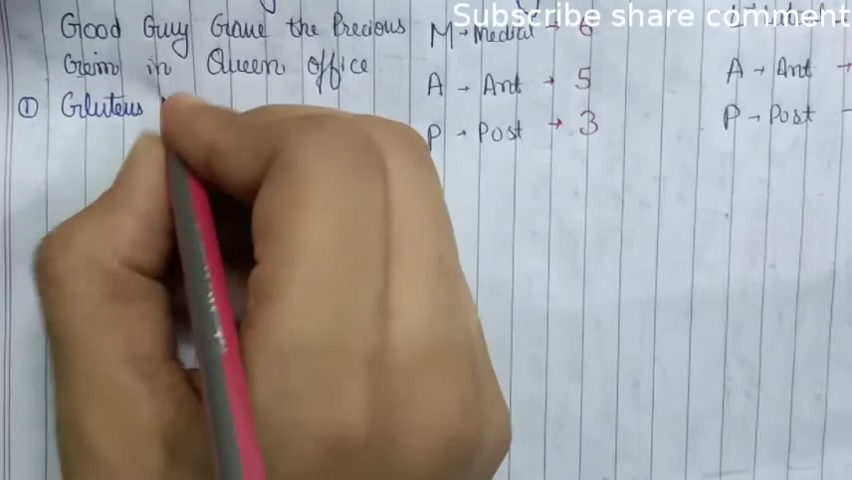 Subscribe share comment
Good Guy Gave the Precious
Gem in Queen office
① Gluteus
M → Medial → 6
A → Ant → 5
P → Post → 3
A → Ant →
P → Post